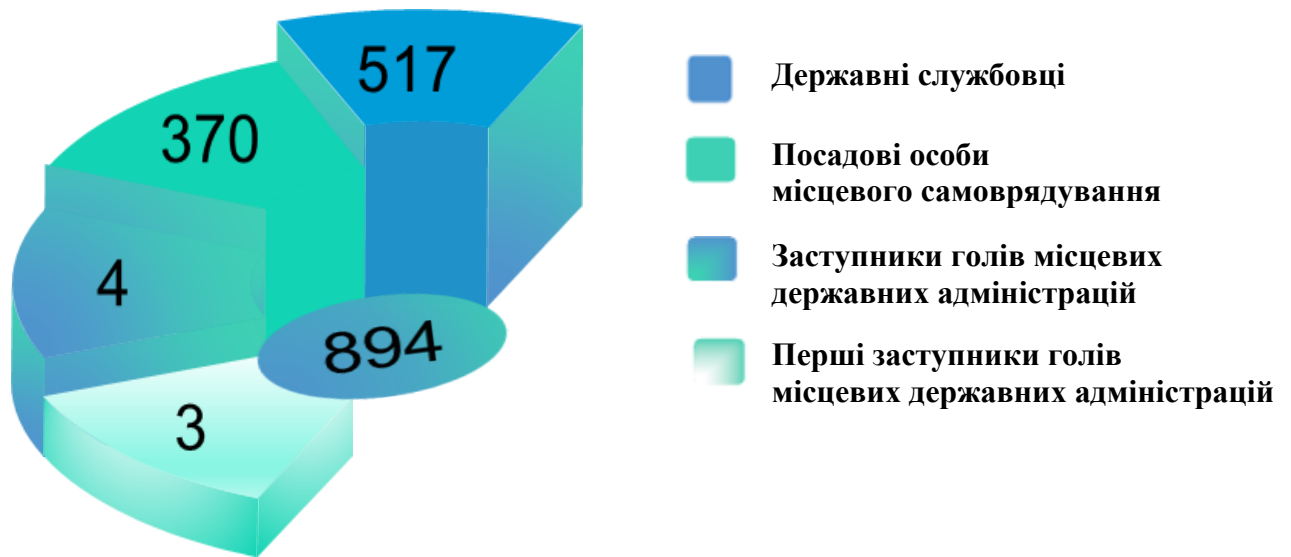 517
370
4
894
3
Державні службовці
Посадові особи
місцевого самоврядування
Заступники голів місцевих
державних адміністрацій
Перші заступники голів
місцевих державних адміністрацій